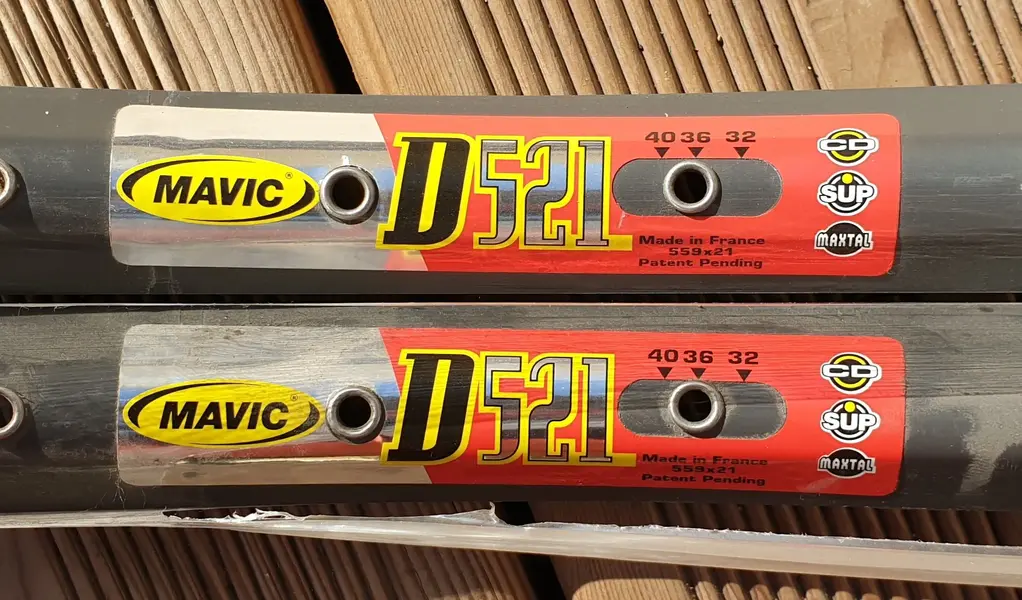 MAVIC®
D521
40 36 32
Made in France
559x21
Patent Pending
CD
SUP
MAXTAL
MAVIC®
D521
40 36 32
Made in France
559x21
Patent Pending
CD
SUP
MAXTAL